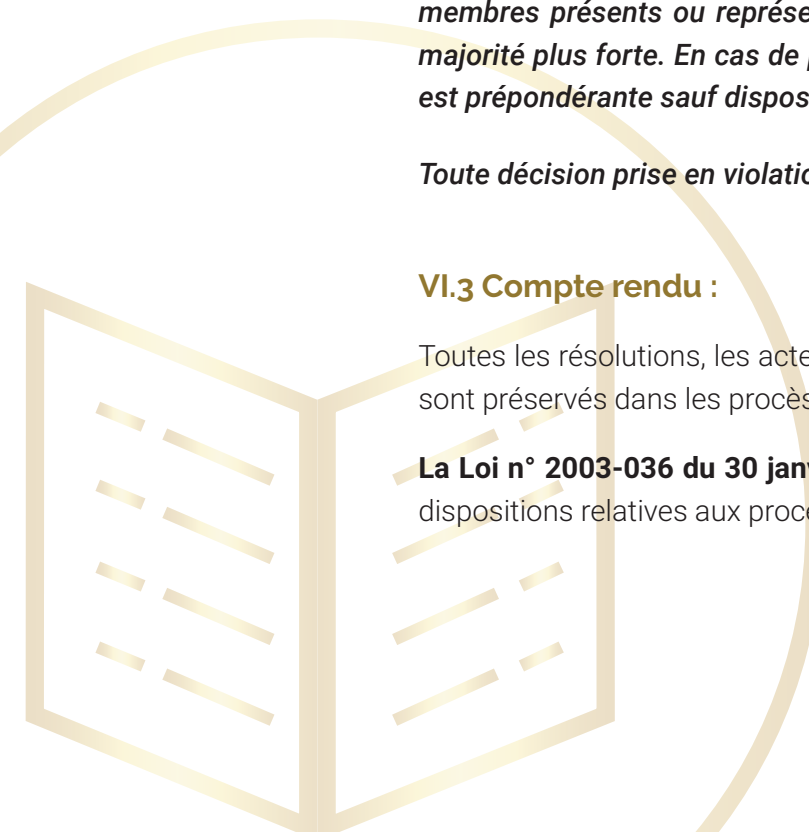 membres présents ou représe
majorité plus forte. En cas de
est prépondérante sauf dispos
Toute décision prise en violatio
VI.3 Compte rendu :
Toutes les résolutions, les acte
sont préservés dans les procès
La Loi n° 2003-036 du 30 janv
dispositions relatives aux procé